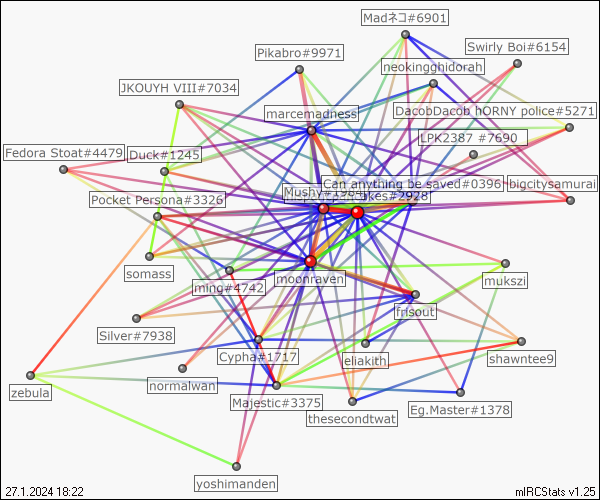 Madネコ#6901
Swirly Boi#6154
Pikabro#9971
neokingghidorah
JKOUYH VIII#7034
DacobDacob hORNY police#5271
marcemadness
LPK2387 #7690
Fedora Stoat#4479
Duck#1245
Can anything be saved#0396
bigcitysamurai
Mushy#1984
kes#2928
Pocket Persona#3326
somass
moonraven
mukszi
ming#4742
frisout
Silver#7938
Cypha#1717
eliakith
shawntee9
zebula
normalwan
Majestic#3375
thesecondtwat
Eg.Master#1378
yoshimanden
27.1.2024 18:22
mIRCStats v1.25